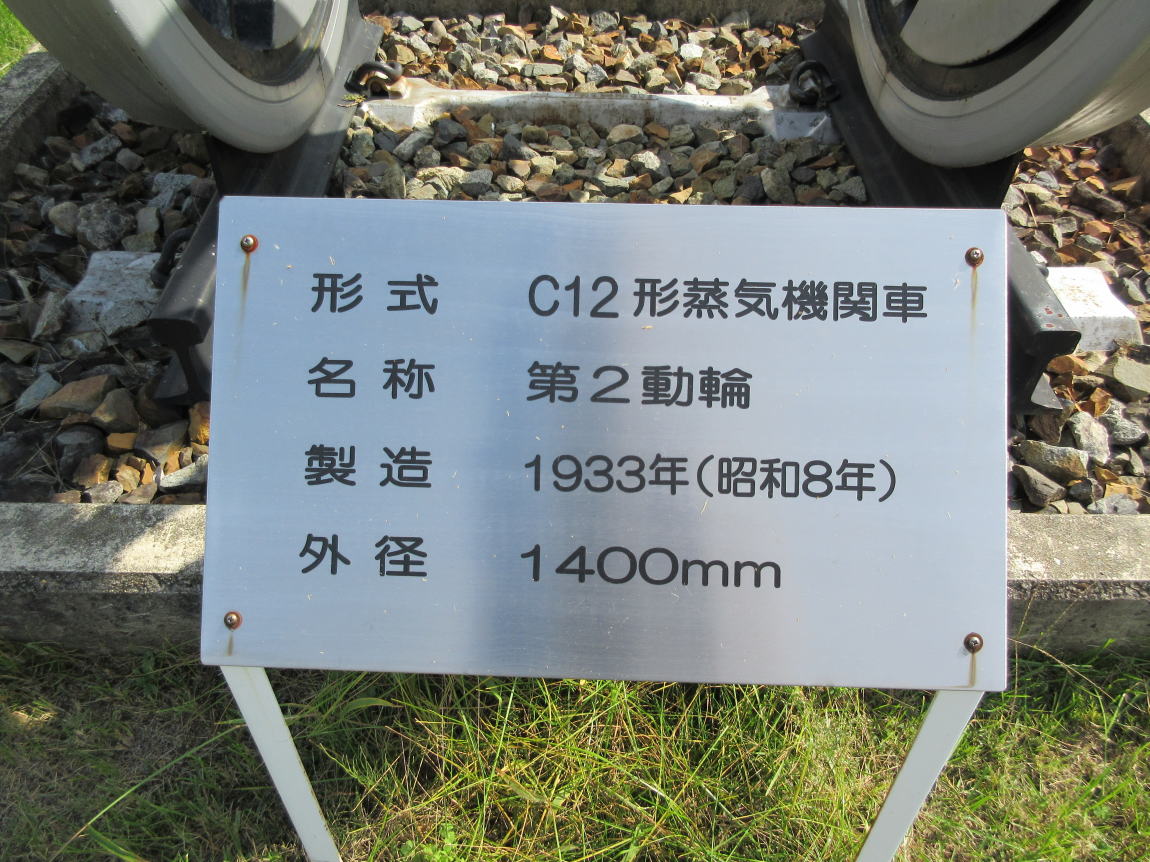 形式 C12形蒸気機関車
名称 第2動輪
製造 1933年(昭和8年)
外径 1400mm